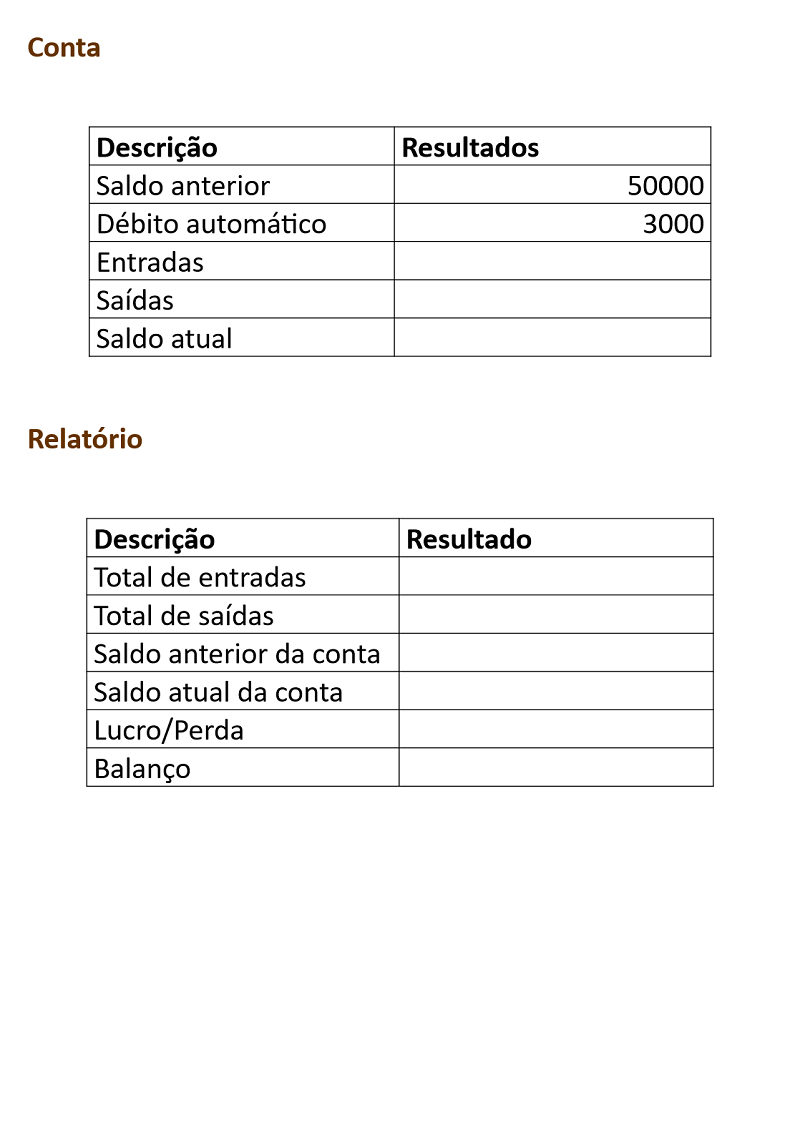 Conta
Descrição Resultados
Saldo anterior 50000
Débito automático 3000
Entradas
Saídas
Saldo atual
Relatório
Descrição Resultado
Total de entradas
Total de saídas
Saldo anterior da conta
Saldo atual da conta
Lucro/Perda
Balanço